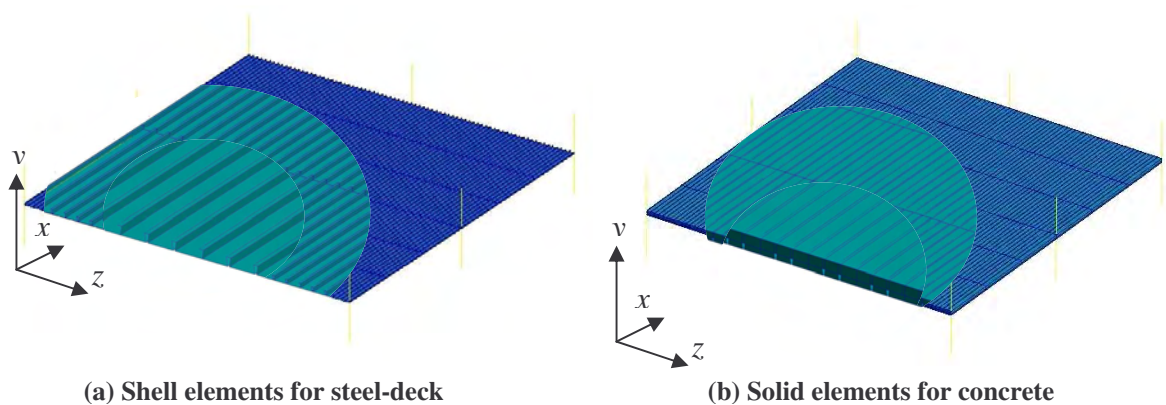 v
x
z
v
x
z
(a) Shell elements for steel-deck
(b) Solid elements for concrete